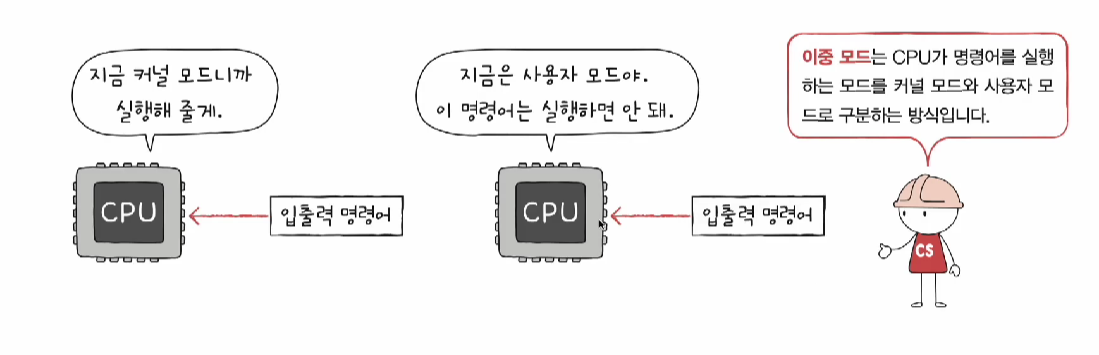 지금 커널 모드니까
실행해 줄게.
CPU
입출력 명령어
지금은 사용자 모드야.
이 명령어는 실행하면 안 돼.
CPU
입출력 명령어
이중 모드는 CPU가 명령어를 실행
하는 모드를 커널 모드와 사용자 모
드로 구분하는 방식입니다.
CS